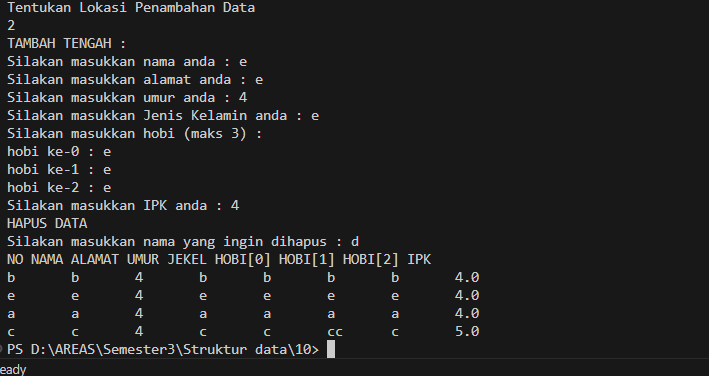 Tentukan Lokasi Penambahan Data
2
TAMBAH TENGAH :
Silakan masukkan nama anda : e
Silakan masukkan alamat anda : e
Silakan masukkan umur anda : 4
Silakan masukkan Jenis Kelamin anda : e
Silakan masukkan hobi (maks 3) :
hobi ke-0 : e
hobi ke-1 : e
hobi ke-2 : e
Silakan masukkan IPK anda : 4
HAPUS DATA
Silakan masukkan nama yang ingin dihapus : d
NO NAMA ALAMAT UMUR JEKEL HOBI[0] HOBI[1] HOBI[2] IPK
b b 4 b b b b 4.0
e e 4 e e e e 4.0
a a 4 a a a a 4.0
c c 4 c c cc c 5.0
PS D:\AREAS\Semester3\Struktur data\10>
eady